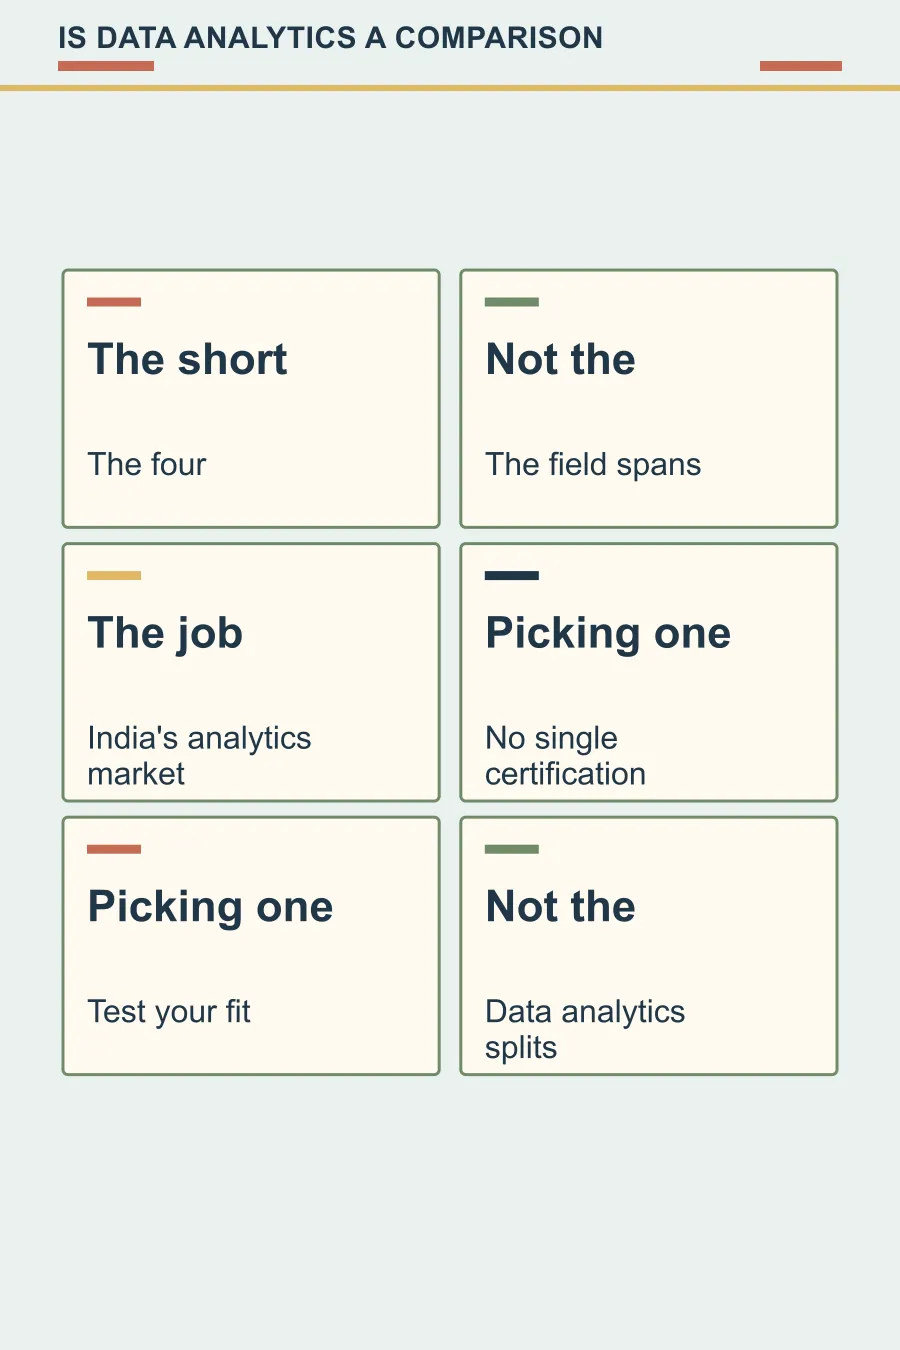 IS DATA ANALYTICS A COMPARISON
The short
The four
Not the
The field spans
The job
India's analytics
market
Picking one
No single
certification
Picking one
Test your fit
Not the
Data analytics
splits